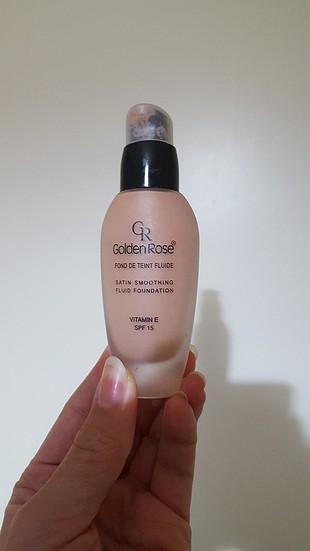 GR
Golden Rose®
FOND DE TEINT FLUIDE
SATIN SMOOTHING
FLUID FOUNDATION
VITAMIN E
SPF 15